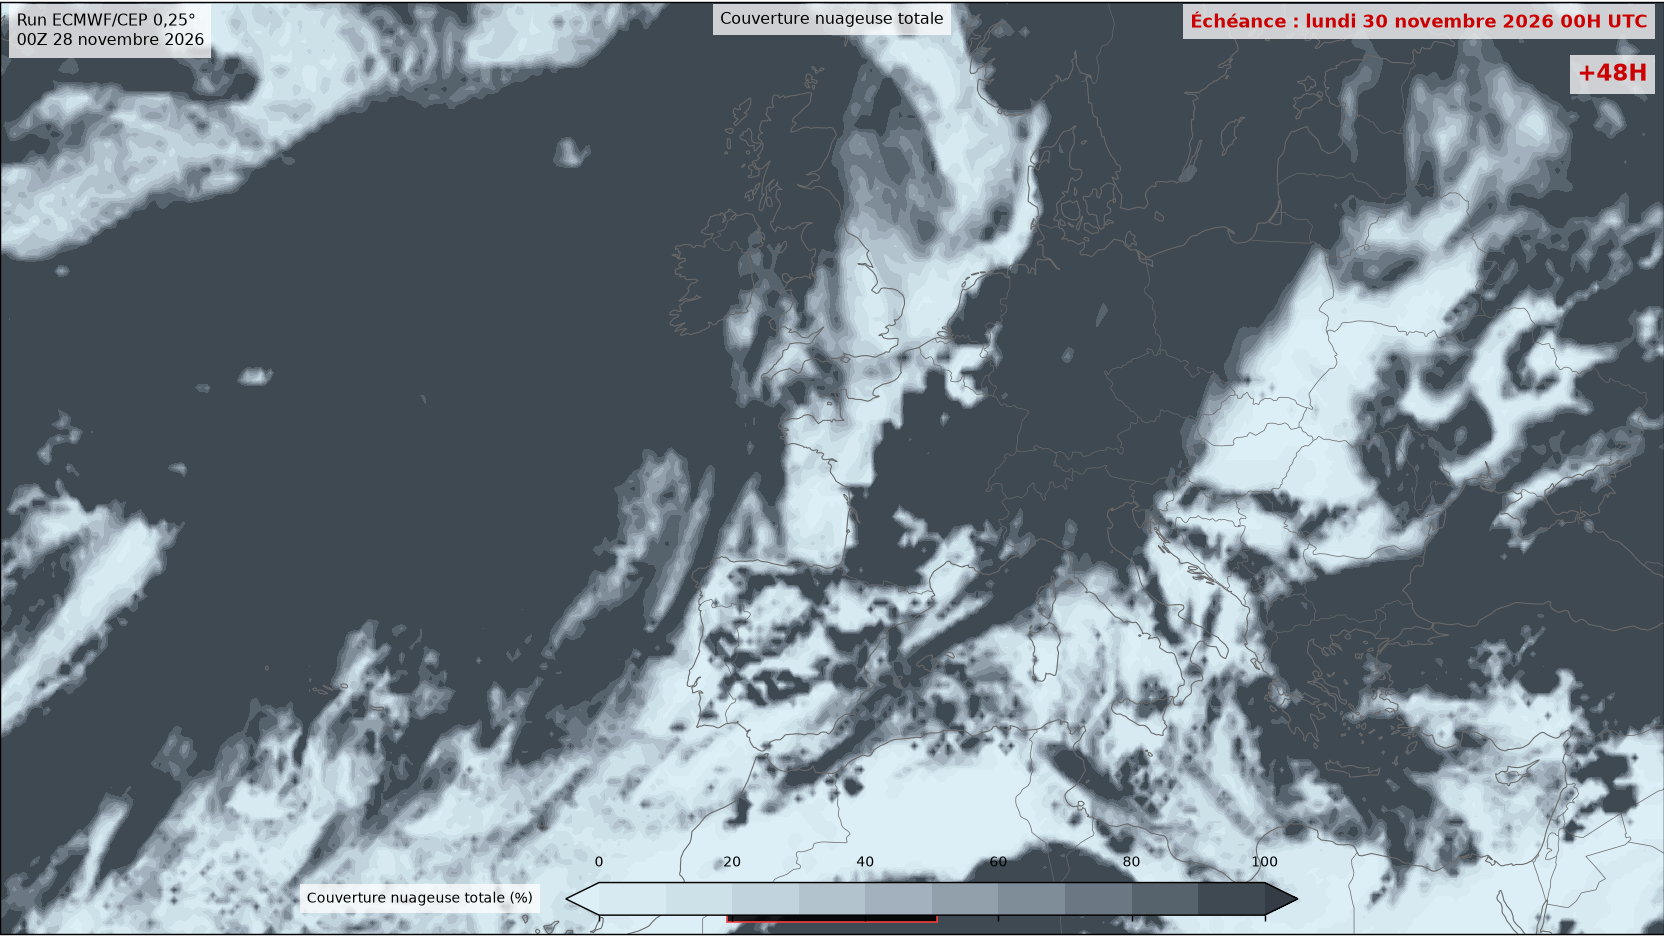 Run ECMWF/CEP 0,25°
00Z 28 novembre 2026
Couverture nuageuse totale
Échéance : lundi 30 novembre 2026 00H UTC
+48H
0 20 40 60 80 100
Couverture nuageuse totale (%)